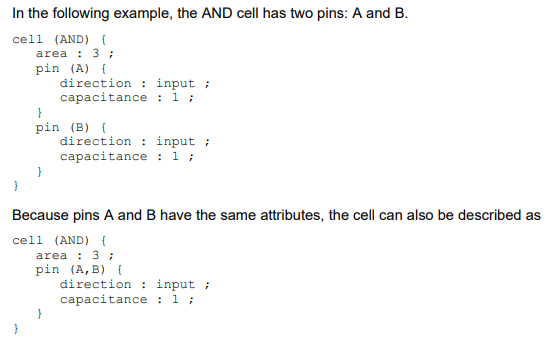 In the following example, the AND cell has two pins: A and B.
cell (AND) {
   area : 3 ;
   pin (A) {
      direction : input ;
      capacitance : 1 ;
   }
   pin (B) {
      direction : input ;
      capacitance : 1 ;
   }
}
Because pins A and B have the same attributes, the cell can also be described as
cell (AND) {
   area : 3 ;
   pin (A,B) {
      direction : input ;
      capacitance : 1 ;
   }
}